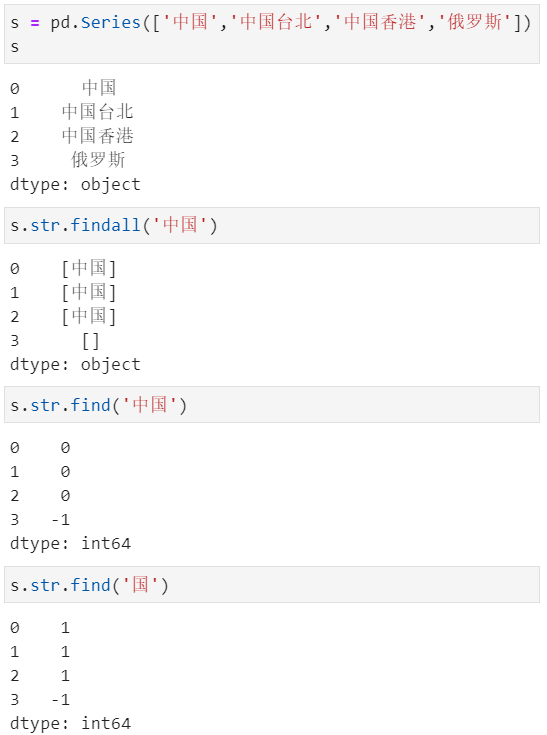 s = pd.Series(['中国','中国台北','中国香港','俄罗斯'])
s
0 中国
1 中国台北
2 中国香港
3 俄罗斯
dtype: object
s.str.findall('中国')
0 [中国]
1 [中国]
2 [中国]
3 []
dtype: object
s.str.find('中国')
0 0
1 0
2 0
3 -1
dtype: int64
s.str.find('国')
0 1
1 1
2 1
3 -1
dtype: int64